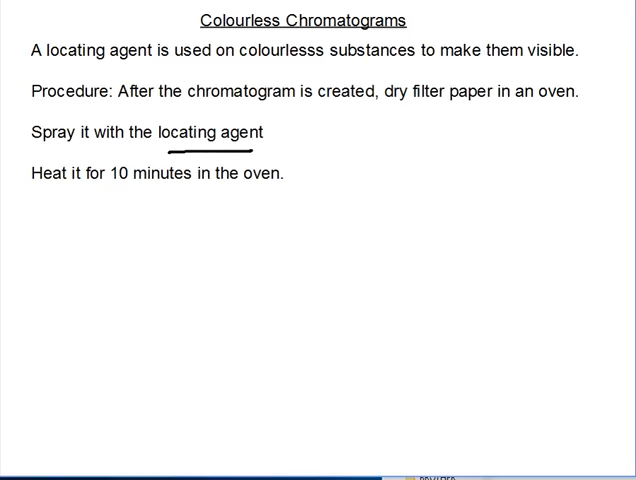 Colourless Chromatograms
A locating agent is used on colourlesss substances to make them visible.
Procedure: After the chromatogram is created, dry filter paper in an oven.
Spray it with the locating agent
Heat it for 10 minutes in the oven.